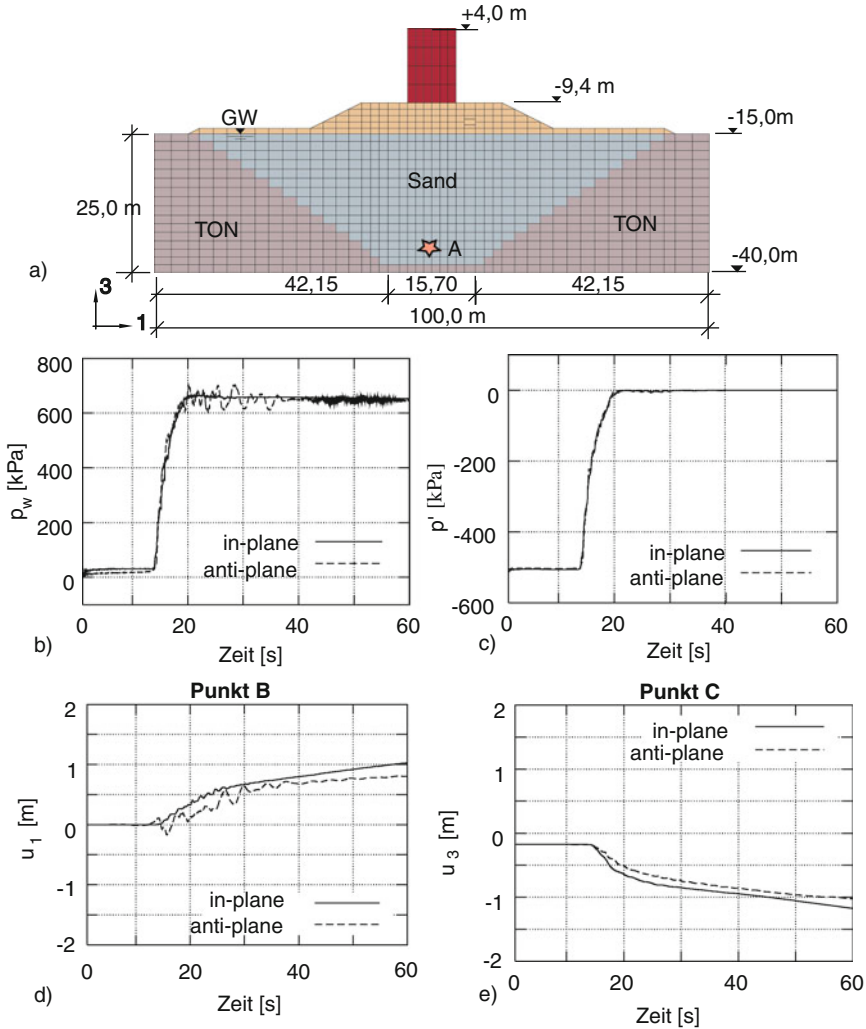 +4,0 m
-9,4 m
GW
-15,0m
Sand
25,0 m
TON
TON
A
-40,0m
a)
3
1
42,15
15,70
42,15
100,0 m
800
600
400
200
0
p_w [kPa]
in-plane
anti-plane
0
20
40
60
b)
Zeit [s]
0
-200
-400
-600
p' [kPa]
in-plane
anti-plane
0
20
40
60
c)
Zeit [s]
Punkt B
2
1
0
-1
-2
u_1 [m]
in-plane
anti-plane
0
20
40
60
d)
Zeit [s]
Punkt C
2
1
-0
-1
-2
u_3 [m]
in-plane
anti-plane
0
20
40
60
e)
Zeit [s]